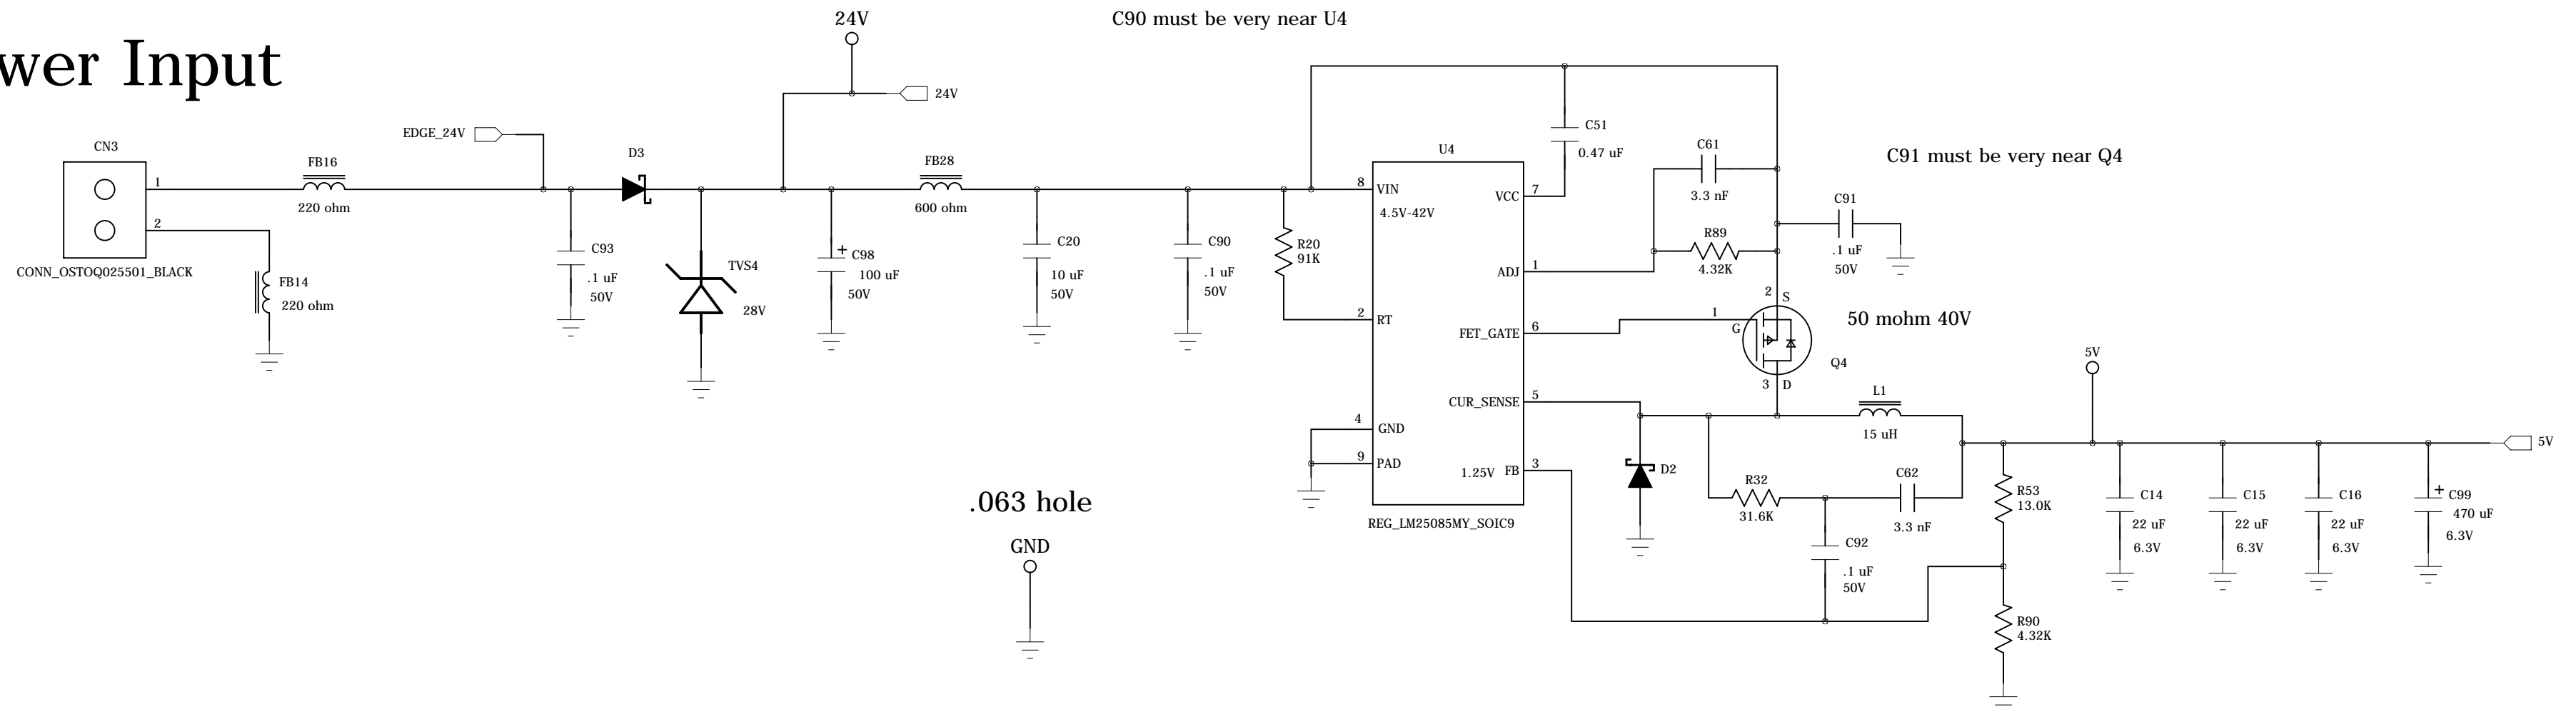 wer Input
24V
C90 must be very near U4
24V
EDGE_24V
CN3
FB16
220 ohm
D3
FB28
600 ohm
1
2
CONN_OSTOQ025501_BLACK
FB14
220 ohm
C93
.1 uF
50V
TVS4
28V
C98
+
100 uF
50V
C20
10 uF
50V
C90
.1 uF
50V
R20
91K
U4
8
VIN
4.5V-42V
2
RT
4
GND
9
PAD
VCC
7
ADJ
1
FET_GATE
6
CUR_SENSE
5
1.25V
FB
3
REG_LM25085MY_SOIC9
C51
0.47 uF
C61
3.3 nF
R89
4.32K
C91 must be very near Q4
C91
.1 uF
50V
2
S
1
G
50 mohm 40V
Q4
3
D
L1
15 uH
D2
R32
31.6K
C62
3.3 nF
C92
.1 uF
50V
R53
13.0K
R90
4.32K
5V
5V
C14
22 uF
6.3V
C15
22 uF
6.3V
C16
22 uF
6.3V
+
C99
470 uF
6.3V
.063 hole
GND